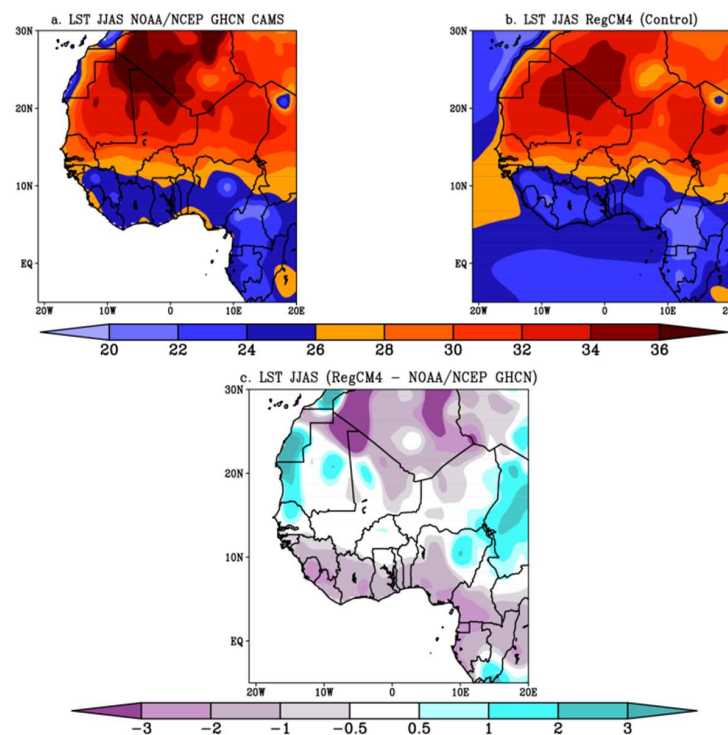 a. LST JJAS NOAA/NCEP GHCN CAMS
b. LST JJAS RegCM4 (Control)
30N
20N
10N
EQ
20W 10W 0 10E 20E
30N
20N
10N
EQ
20W 10W 0 10E
20 22 24 26 28 30 32 34 36
c. LST JJAS (RegCM4 − NOAA/NCEP GHCN)
30N
20N
10N
EQ
20W 10W 0 10E 20E
−3 −2 −1 −0.5 0.5 1 2 3